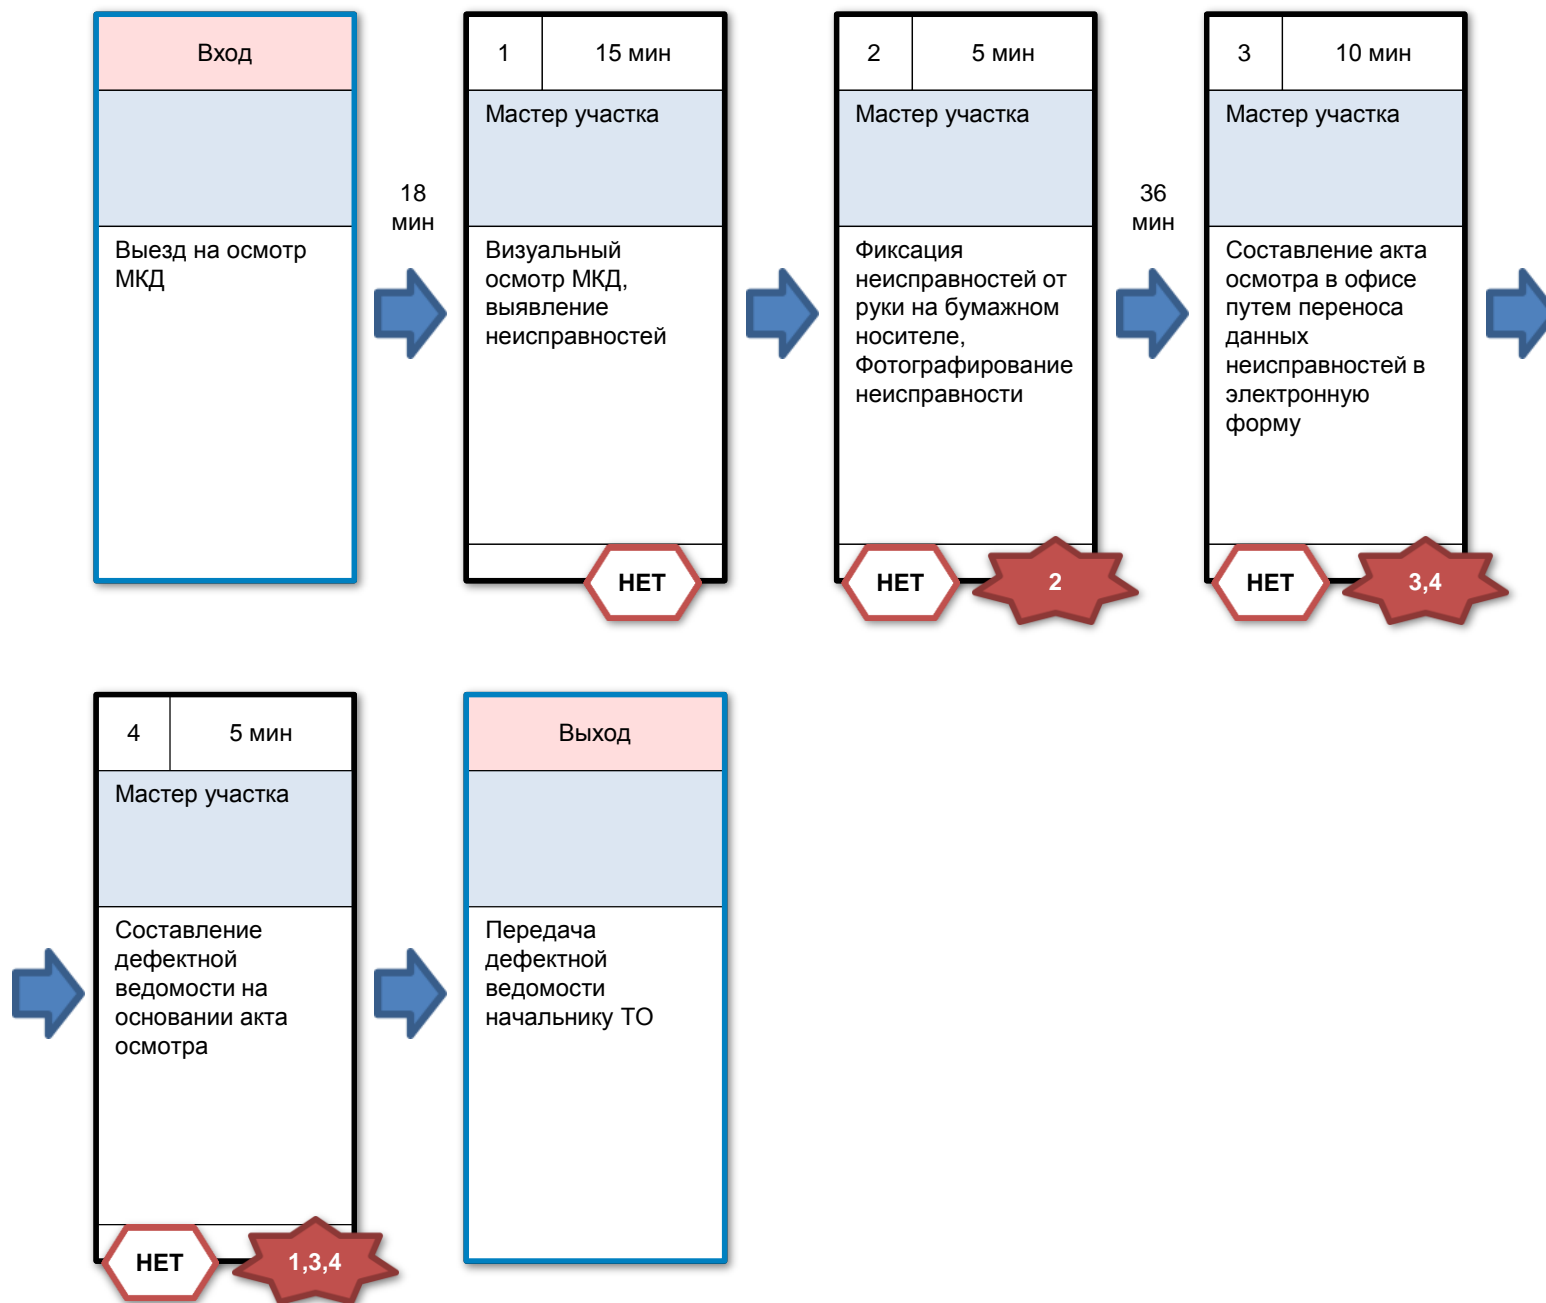 Вход
Выезд на осмотр
МКД
18
мин
1
15 мин
Мастер участка
Визуальный
осмотр МКД,
выявление
неисправностей
НЕТ
2
5 мин
Мастер участка
Фиксация
неисправностей от
руки на бумажном
носителе,
Фотографирование
неисправности
НЕТ
2
36
мин
3
10 мин
Мастер участка
Составление акта
осмотра в офисе
путем переноса
данных
неисправностей в
электронную
форму
НЕТ
3,4
4
5 мин
Мастер участка
Составление
дефектной
ведомости на
основании акта
осмотра
НЕТ
1,3,4
Выход
Передача
дефектной
ведомости
начальнику ТО